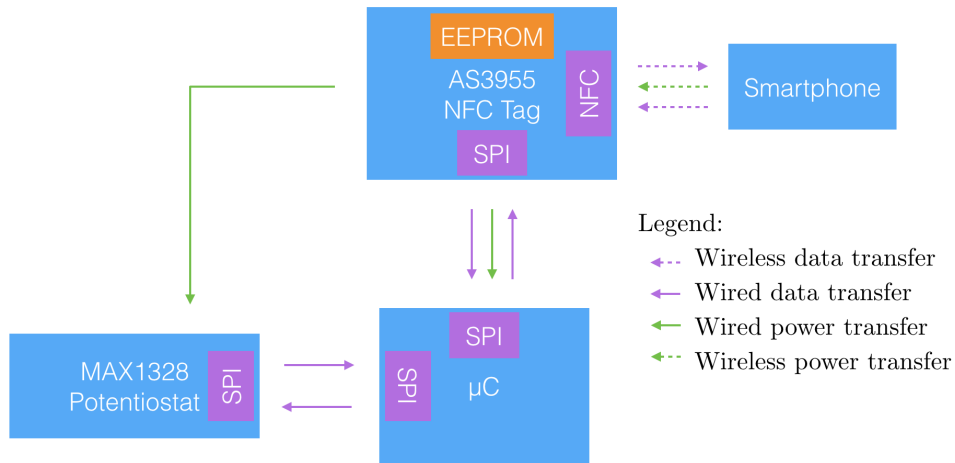 EEPROM
AS3955
NFC Tag
NFC
SPI
Smartphone
Legend:
Wireless data transfer
Wired data transfer
Wired power transfer
Wireless power transfer
MAX1328
Potentiostat
SPI
SPI
SPI
µC